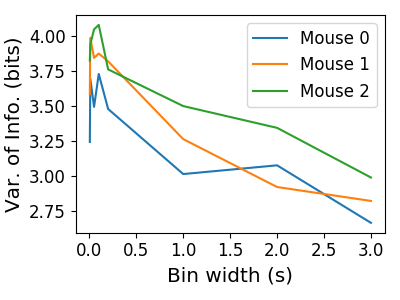 Var. of Info. (bits)
4.00
3.75
3.50
3.25
3.00
2.75
Mouse 0
Mouse 1
Mouse 2
0.0 0.5 1.0 1.5 2.0 2.5 3.0
Bin width (s)